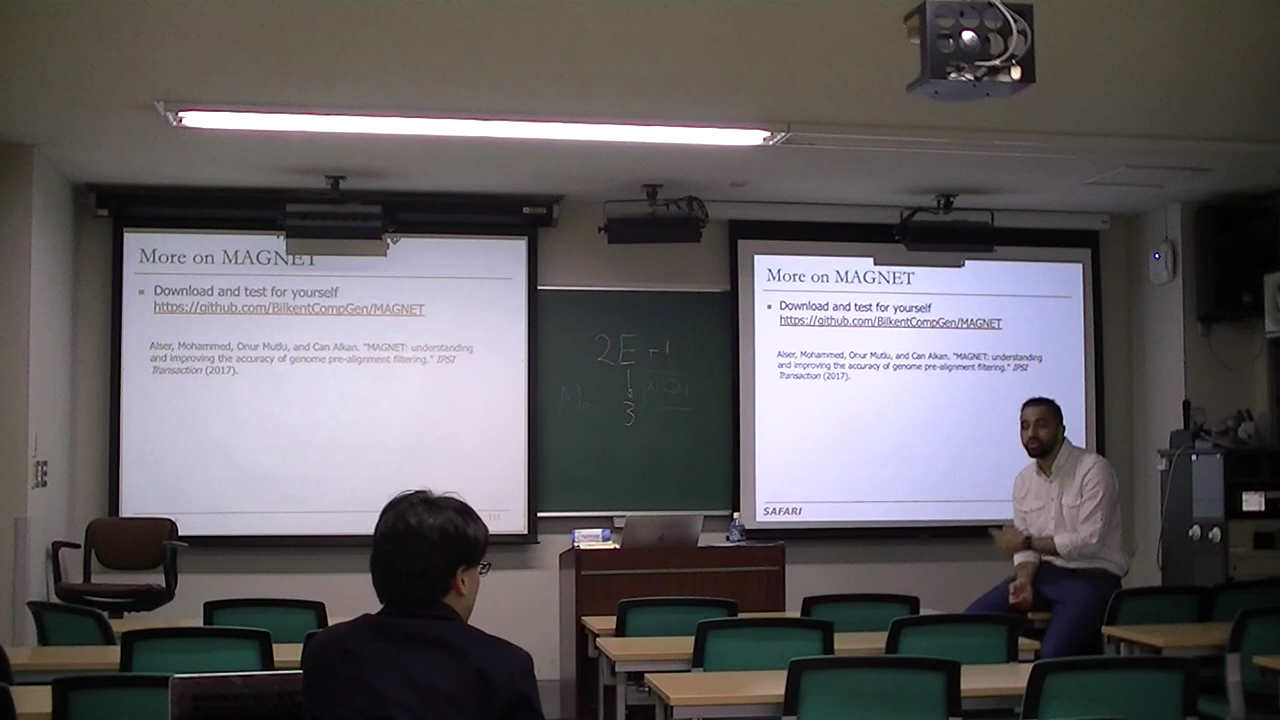 More on MAGNET
Download and test for yourself
https://github.com/BilkentCompGen/MAGNET
Alser, Mohammed, Onur Mutlu, and Can Alkan. "MAGNET: understanding
and improving the accuracy of genome pre-alignment filtering." IPSI
Transaction (2017).
2E + 1
3
More on MAGNET
Download and test for yourself
https://github.com/BilkentCompGen/MAGNET
Alser, Mohammed, Onur Mutlu, and Can Alkan. "MAGNET: understanding
and improving the accuracy of genome pre-alignment filtering." IPSI
Transaction (2017).
SAFARI